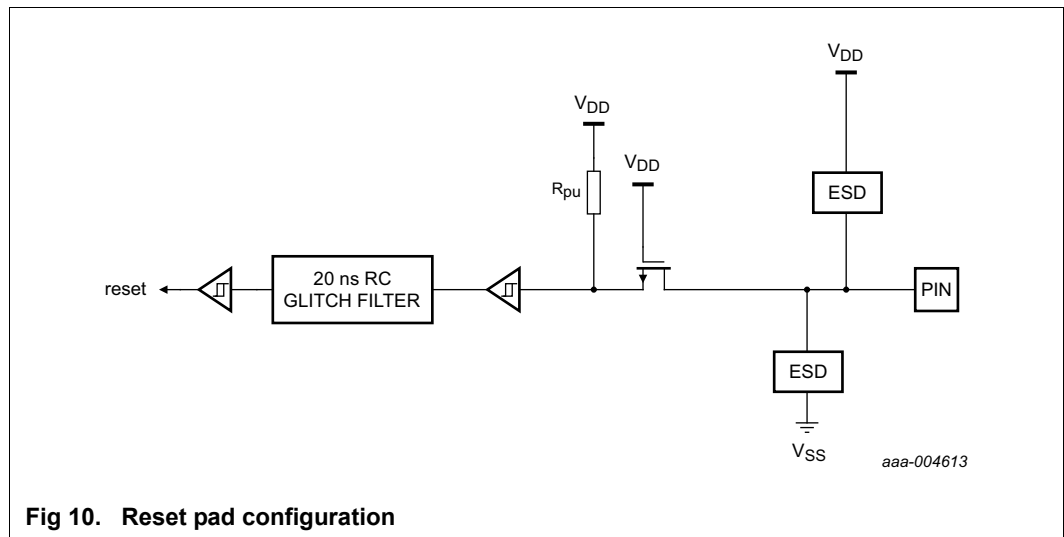 VDD
VDD
VDD
Rpu
ESD
reset
20 ns RC
GLITCH FILTER
PIN
ESD
VSS
aaa-004613
Fig 10. Reset pad configuration